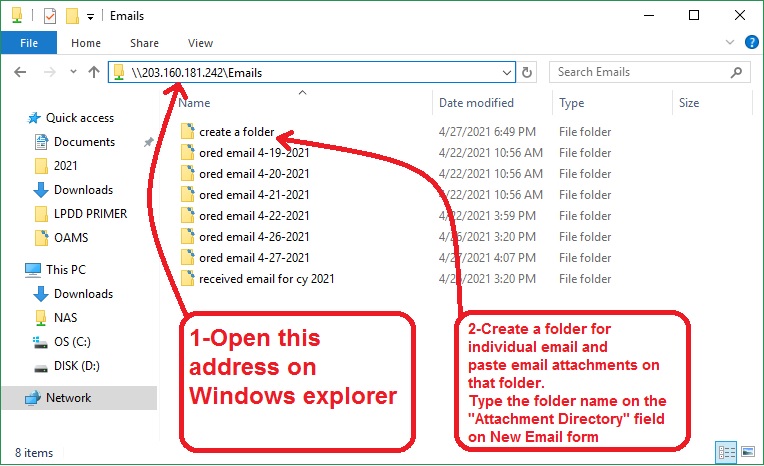 Emails
File
Home
Share
View
\\203.160.181.242\Emails
Search Emails
Name
Date modified
Type
Size
Quick access
Documents
2021
Downloads
LPDD PRIMER
OAMS
This PC
Downloads
NAS
OS (C:)
DISK (D:)
Network
create a folder 4/27/2021 6:49 PM File folder
ored email 4-19-2021 4/22/2021 10:56 AM File folder
ored email 4-20-2021 4/22/2021 10:56 AM File folder
ored email 4-21-2021 4/22/2021 10:56 AM File folder
ored email 4-22-2021 4/22/2021 3:59 PM File folder
ored email 4-26-2021 4/26/2021 3:20 PM File folder
ored email 4-27-2021 /27/2021 4:07 PM File folder
received email for cy 2021 3:20 PM File folder
1-Open this
address on
Windows explorer
2-Create a folder for
individual email and
paste email attachments on
that folder.
Type the folder name on the
"Attachment Directory" field
on New Email form
8 items